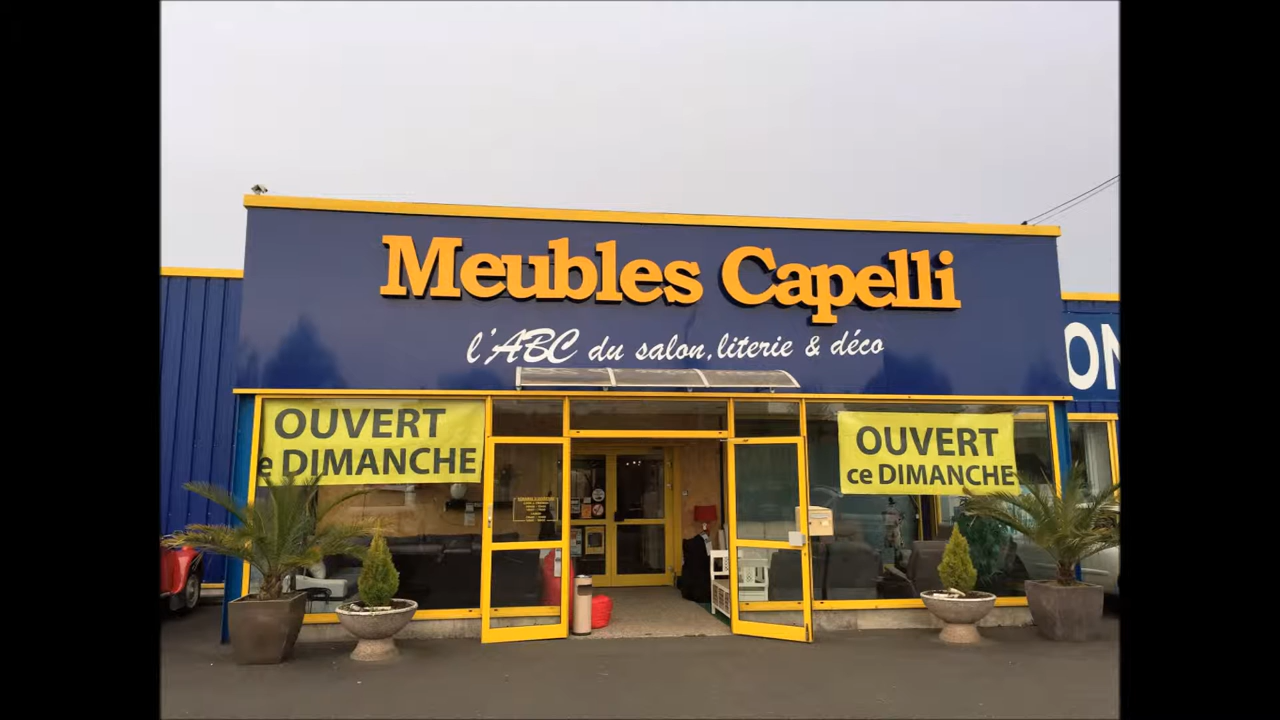 Meubles Capelli
l'ABC du salon, literie & déco
ON
OUVERT
ce DIMANCHE
OUVERT
ce DIMANCHE